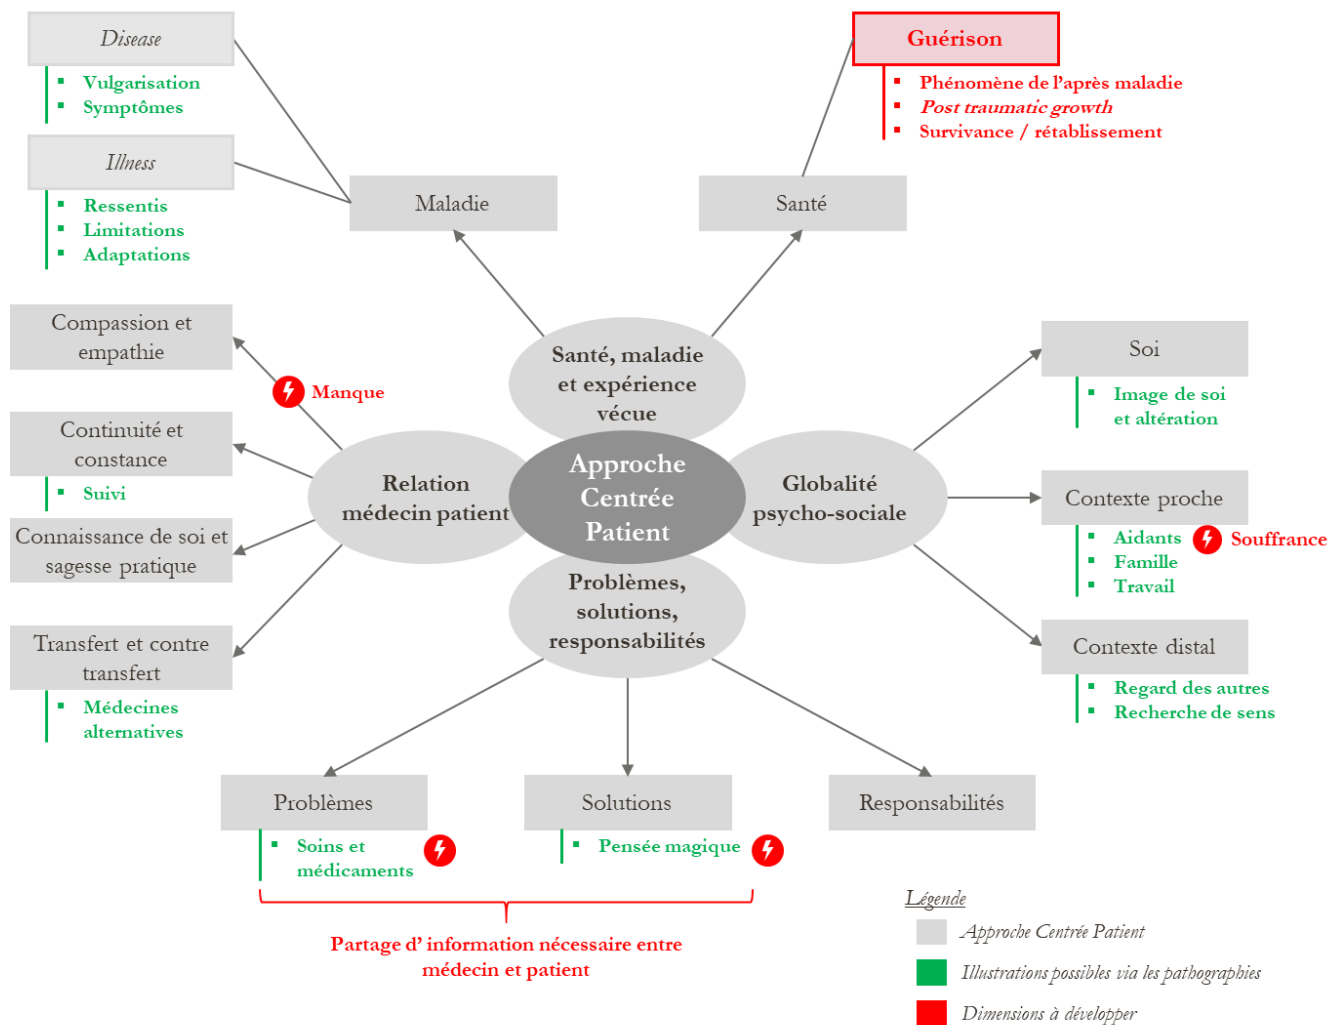 Disease
Vulgarisation
Symptômes
Illness
Ressentis
Limitations
Adaptations
Maladie
Guérison
Phénomène de l'après maladie
Post traumatic growth
Survivance / rétablissement
Santé
Compassion et
empathie
Manque
Continuité et
constance
Suivi
Connaissance de soi et
sagesse pratique
Transfert et contre
transfert
Médecines
alternatives
Santé, maladie
et expérience
vécue
Relation
médecin patient
Approche
Centrée
Patient
Globalité
psycho-sociale
Problèmes,
solutions,
responsabilités
Soi
Image de soi
et altération
Contexte proche
Aidants
Souffrance
Famille
Travail
Contexte distal
Regard des autres
Recherche de sens
Problèmes
Soins et
médicaments
Solutions
Pensée magique
Responsabilités
Partage d' information nécessaire entre
médecin et patient
Légende
Approche Centrée Patient
Illustrations possibles via les pathographies
Dimensions à développer